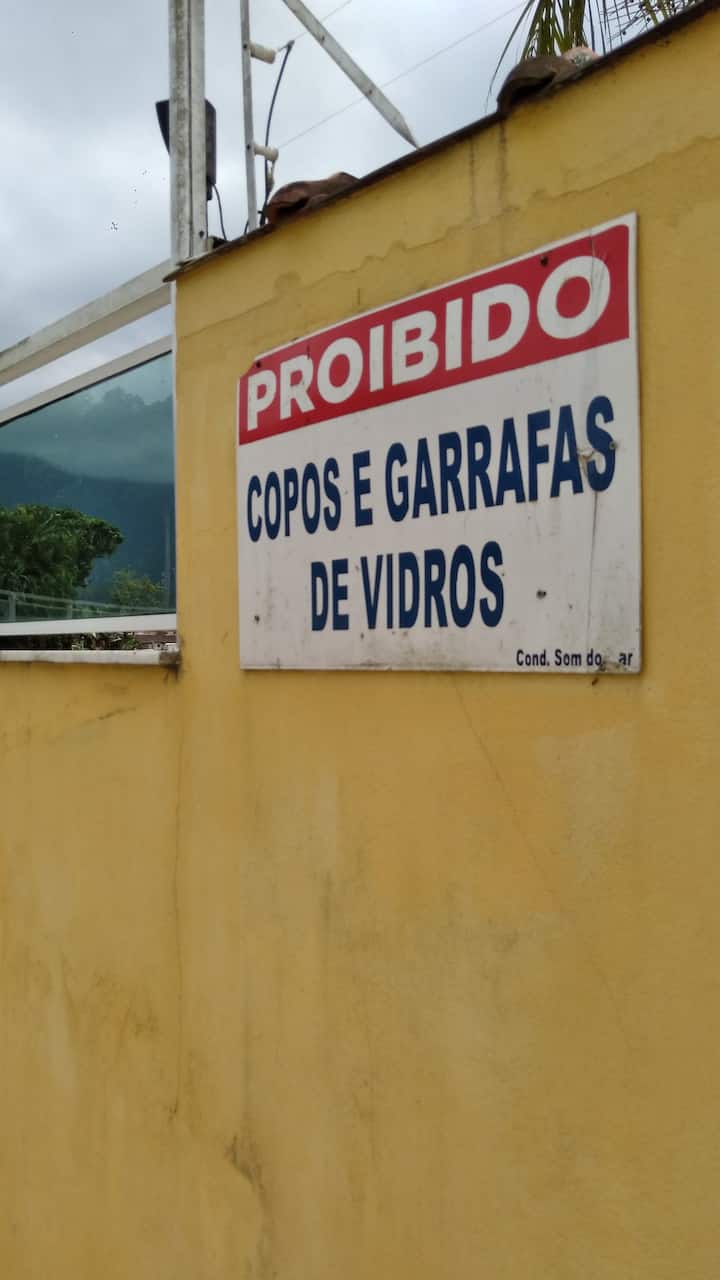 PROIBIDO
COPOS E GARRAFAS
DE VIDROS
Cond. Som do